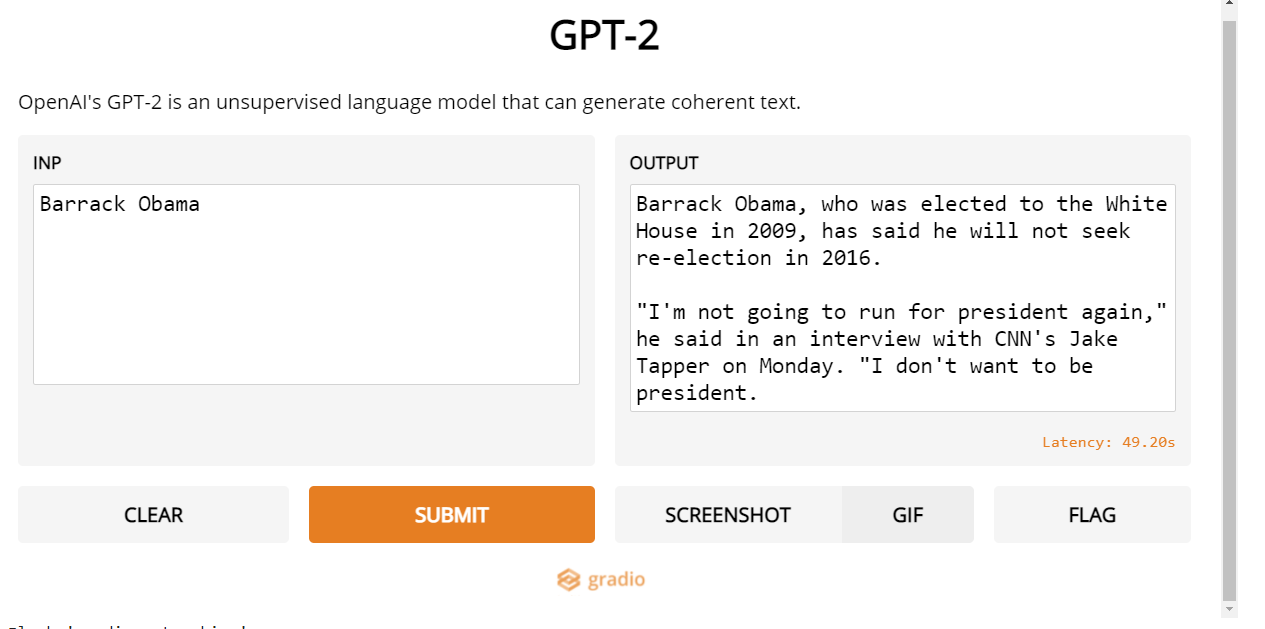 GPT-2
OpenAI's GPT-2 is an unsupervised language model that can generate coherent text.
INP
Barrack Obama
OUTPUT
Barrack Obama, who was elected to the White
House in 2009, has said he will not seek
re-election in 2016.
"I'm not going to run for president again,"
he said in an interview with CNN's Jake
Tapper on Monday. "I don't want to be
president.
Latency: 49.20s
CLEAR
SUBMIT
SCREENSHOT
GIF
FLAG
gradio